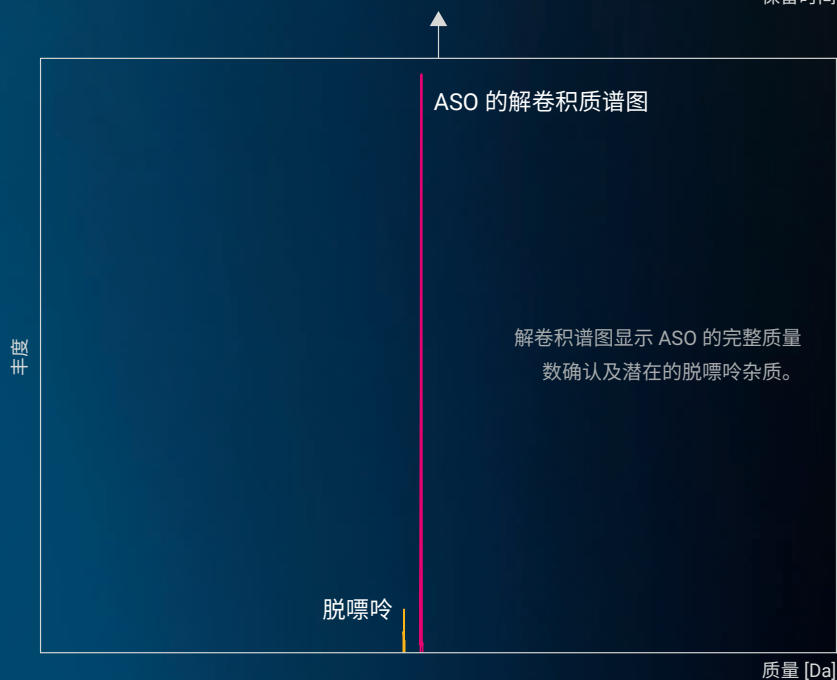 ASO 的解卷积质谱图
解卷积谱图显示 ASO 的完整质量
数确认及潜在的脱嘌呤杂质。
丰度
脱嘌呤
质量 [Da]